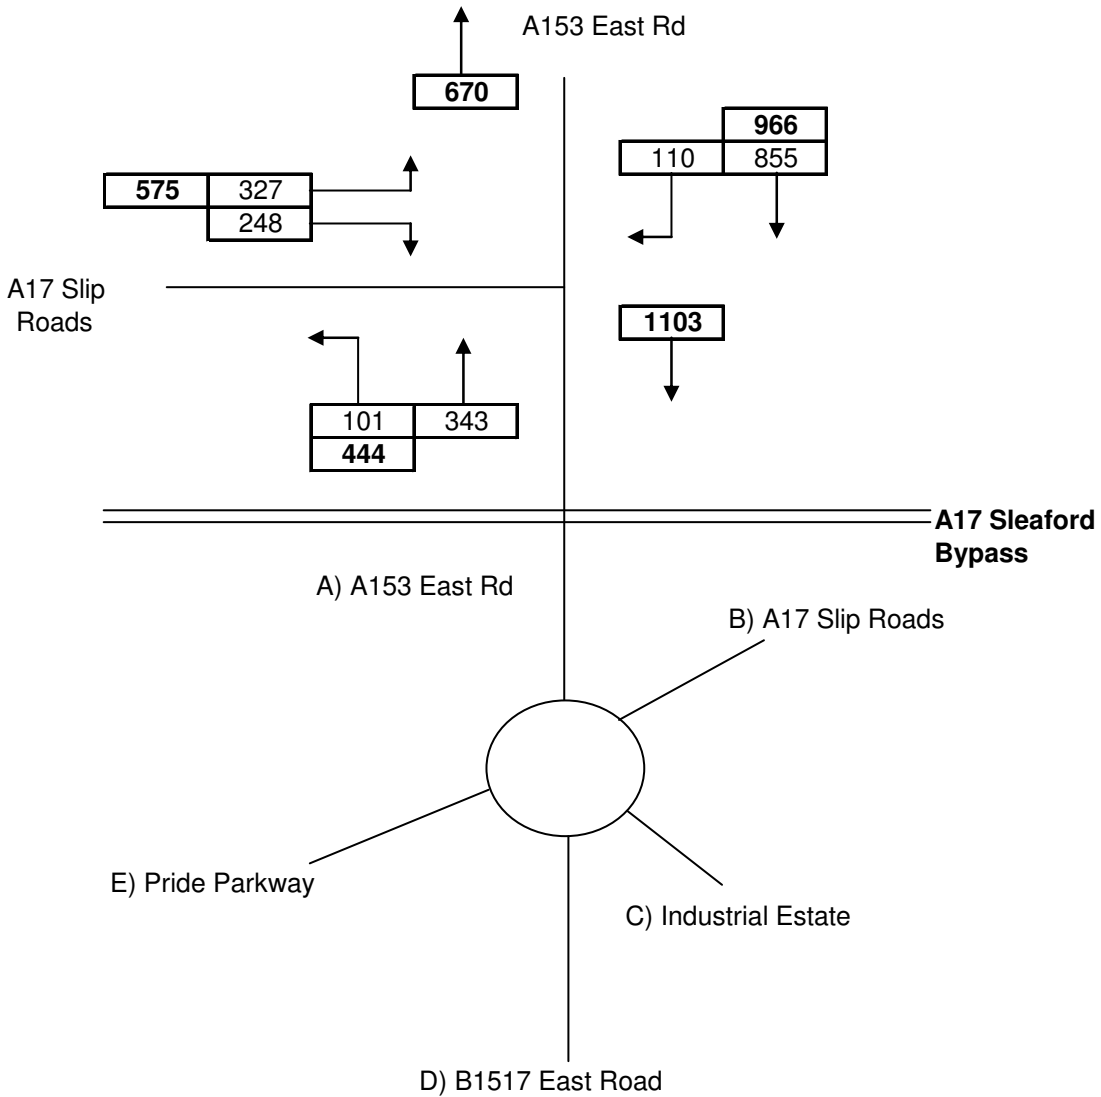 A153 East Rd
670
966
110 855
575 327
248
A17 Slip
Roads
1103
101 343
444
A17 Sleaford
Bypass
A) A153 East Rd
B) A17 Slip Roads
E) Pride Parkway
C) Industrial Estate
D) B1517 East Road